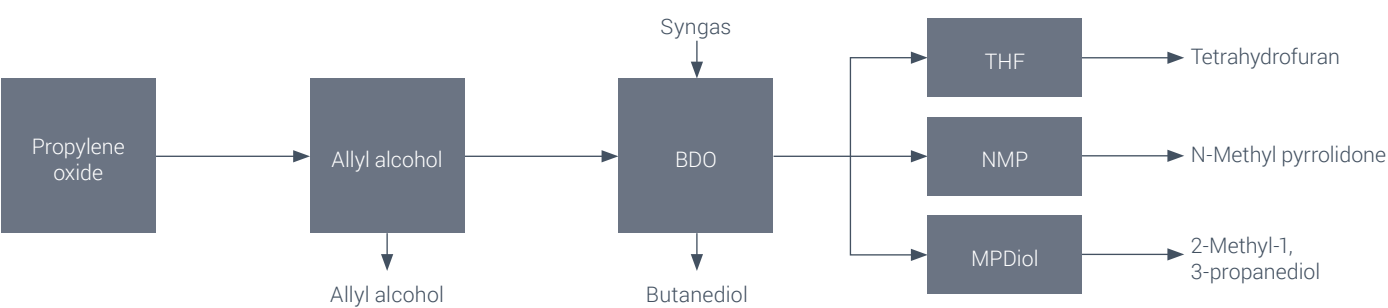 Syngas
THF
Tetrahydrofuran
Propylene
oxide
Allyl alcohol
BDO
NMP
N-Methyl pyrrolidone
MPDiol
2-Methyl-1,
3-propanediol
Allyl alcohol
Butanediol